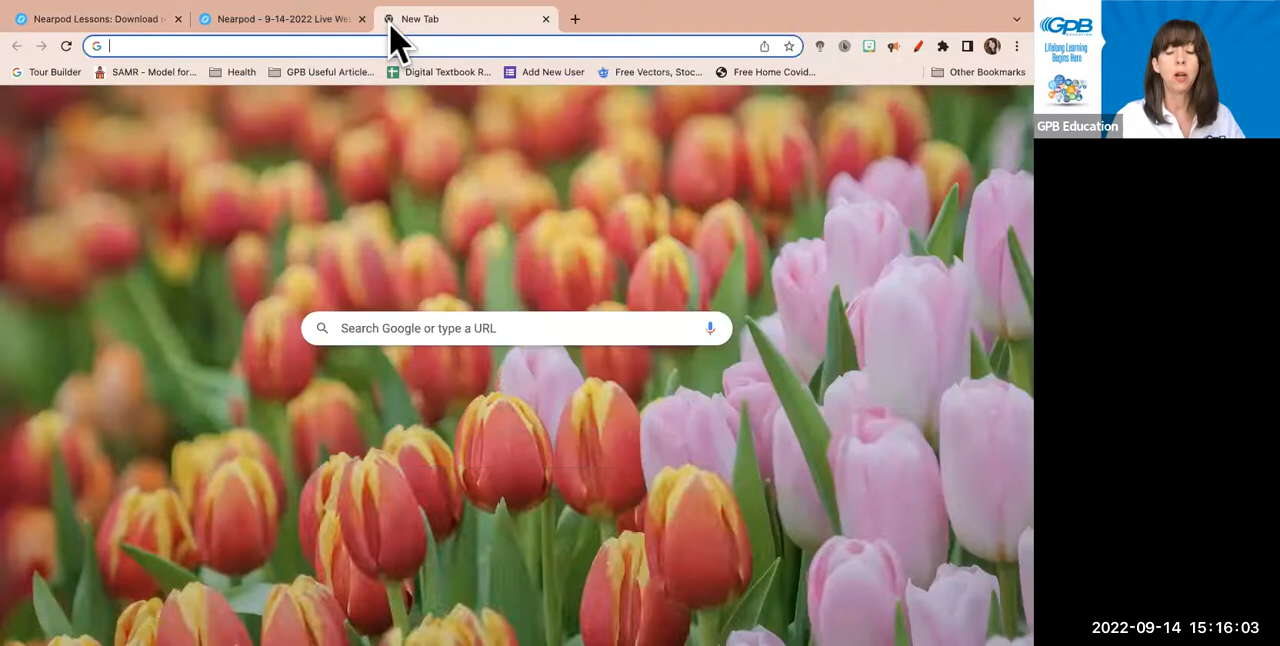 Nearpod Lessons: Download r
Nearpod - 9-14-2022 Live We
New Tab
Tour Builder
SAMR - Model for...
Health
GPB Useful Article...
Digital Textbook R...
Add New User
Free Vectors, Stoc...
Free Home Covid...
Other Bookmarks
Search Google or type a URL
GPB
EDUCATION
Lifelong Learning
Begins Here
GPB Education
2022-09-14 15:16:03